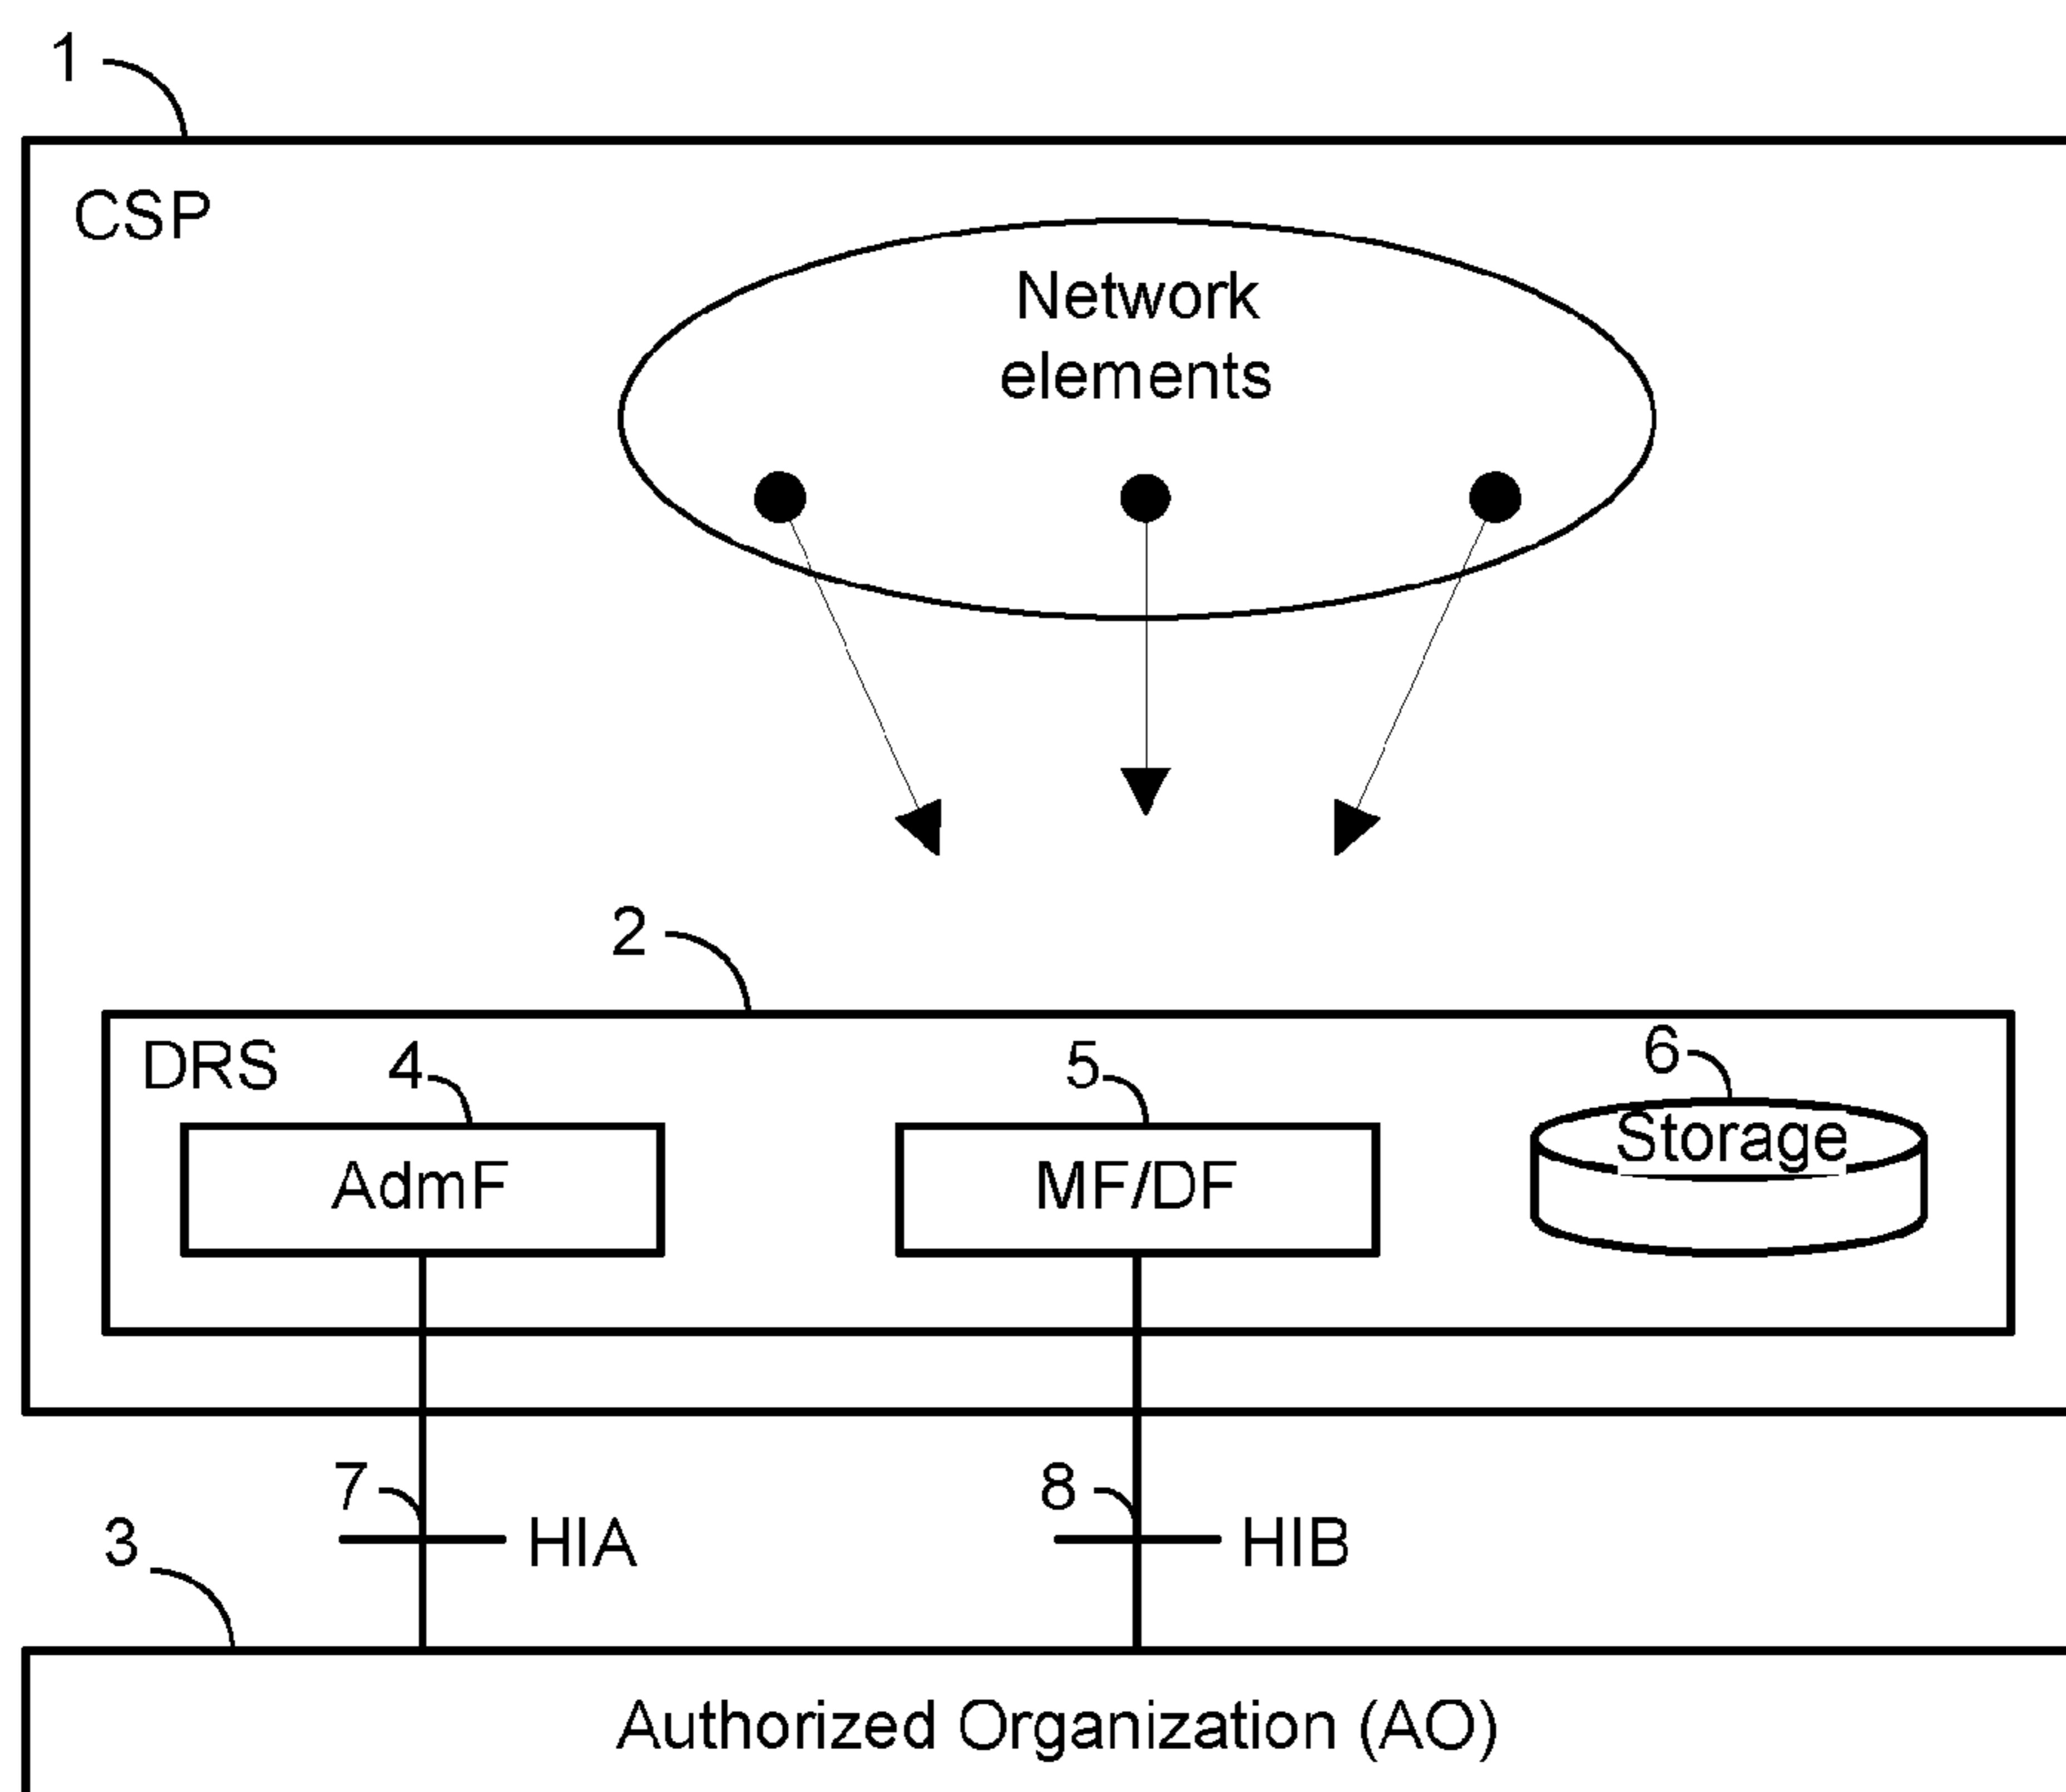 1
CSP
Network
elements
2
DRS
4
5
6
AdmF
MF/DF
Storage
7
8
HIA
HIB
3
Authorized Organization (AO)